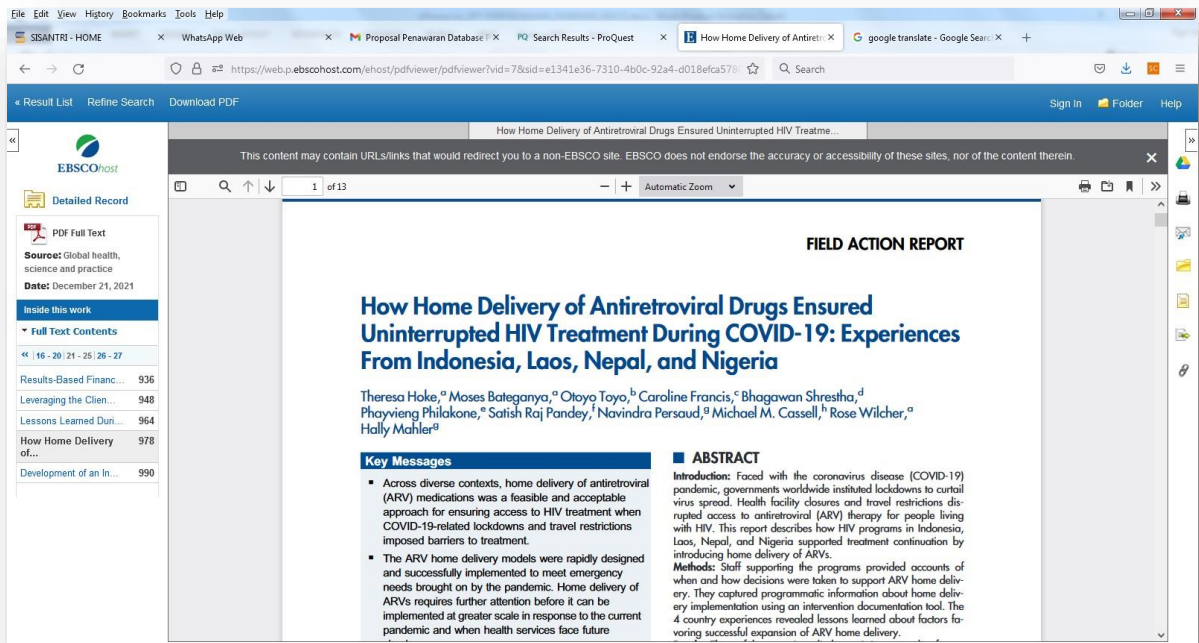 File Edit View History Bookmarks Tools Help
SISANTRI - HOME
WhatsApp Web
Proposal Penawaran Database P
PQ Search Results - ProQuest
How Home Delivery of Antiretro
google translate - Google Searc
https://web.p.ebscohost.com/ehost/pdfviewer/pdfviewer?vid=7&sid=e1341e36-7310-4b0c-92a4-d018efca578
Search
SC
« Result List Refine Search Download PDF
Sign In Folder Help
How Home Delivery of Antiretroviral Drugs Ensured Uninterrupted HIV Treatme...
This content may contain URLs/links that would redirect you to a non-EBSCO site. EBSCO does not endorse the accuracy or accessibility of these sites, nor of the content therein.
1 of 13
Automatic Zoom
EBSCOhost
Detailed Record
PDF Full Text
Source: Global health,
science and practice
Date: December 21, 2021
Inside this work
Full Text Contents
« 16 - 20 | 21 - 25 | 26 - 27
Results-Based Financ... 936
Leveraging the Clien... 948
Lessons Learned Duri... 964
How Home Delivery 978
of...
Development of an In... 990
FIELD ACTION REPORT
How Home Delivery of Antiretroviral Drugs Ensured
Uninterrupted HIV Treatment During COVID-19: Experiences
From Indonesia, Laos, Nepal, and Nigeria
Theresa Hoke,a Moses Bateganya,a Otoyo Toyo,b Caroline Francis,c Bhagawan Shrestha,d
Phayvieng Philakone,e Satish Raj Pandey,f Navindra Persaud,g Michael M. Cassell,h Rose Wilcher,a
Hally Mahlerg
Key Messages
▪ Across diverse contexts, home delivery of antiretroviral
(ARV) medications was a feasible and acceptable
approach for ensuring access to HIV treatment when
COVID-19-related lockdowns and travel restrictions
imposed barriers to treatment.
▪ The ARV home delivery models were rapidly designed
and successfully implemented to meet emergency
needs brought on by the pandemic. Home delivery of
ARVs requires further attention before it can be
implemented at greater scale in response to the current
pandemic and when health services face future
■ ABSTRACT
Introduction: Faced with the coronavirus disease (COVID-19)
pandemic, governments worldwide instituted lockdowns to curtail
virus spread. Health facility closures and travel restrictions dis-
rupted access to antiretroviral (ARV) therapy for people living
with HIV. This report describes how HIV programs in Indonesia,
Laos, Nepal, and Nigeria supported treatment continuation by
introducing home delivery of ARVs.
Methods: Staff supporting the programs provided accounts of
when and how decisions were taken to support ARV home deliv-
ery. They captured programmatic information about home deliv-
ery implementation using an intervention documentation tool. The
4 country experiences revealed lessons learned about factors fa-
voring successful expansion of ARV home delivery.